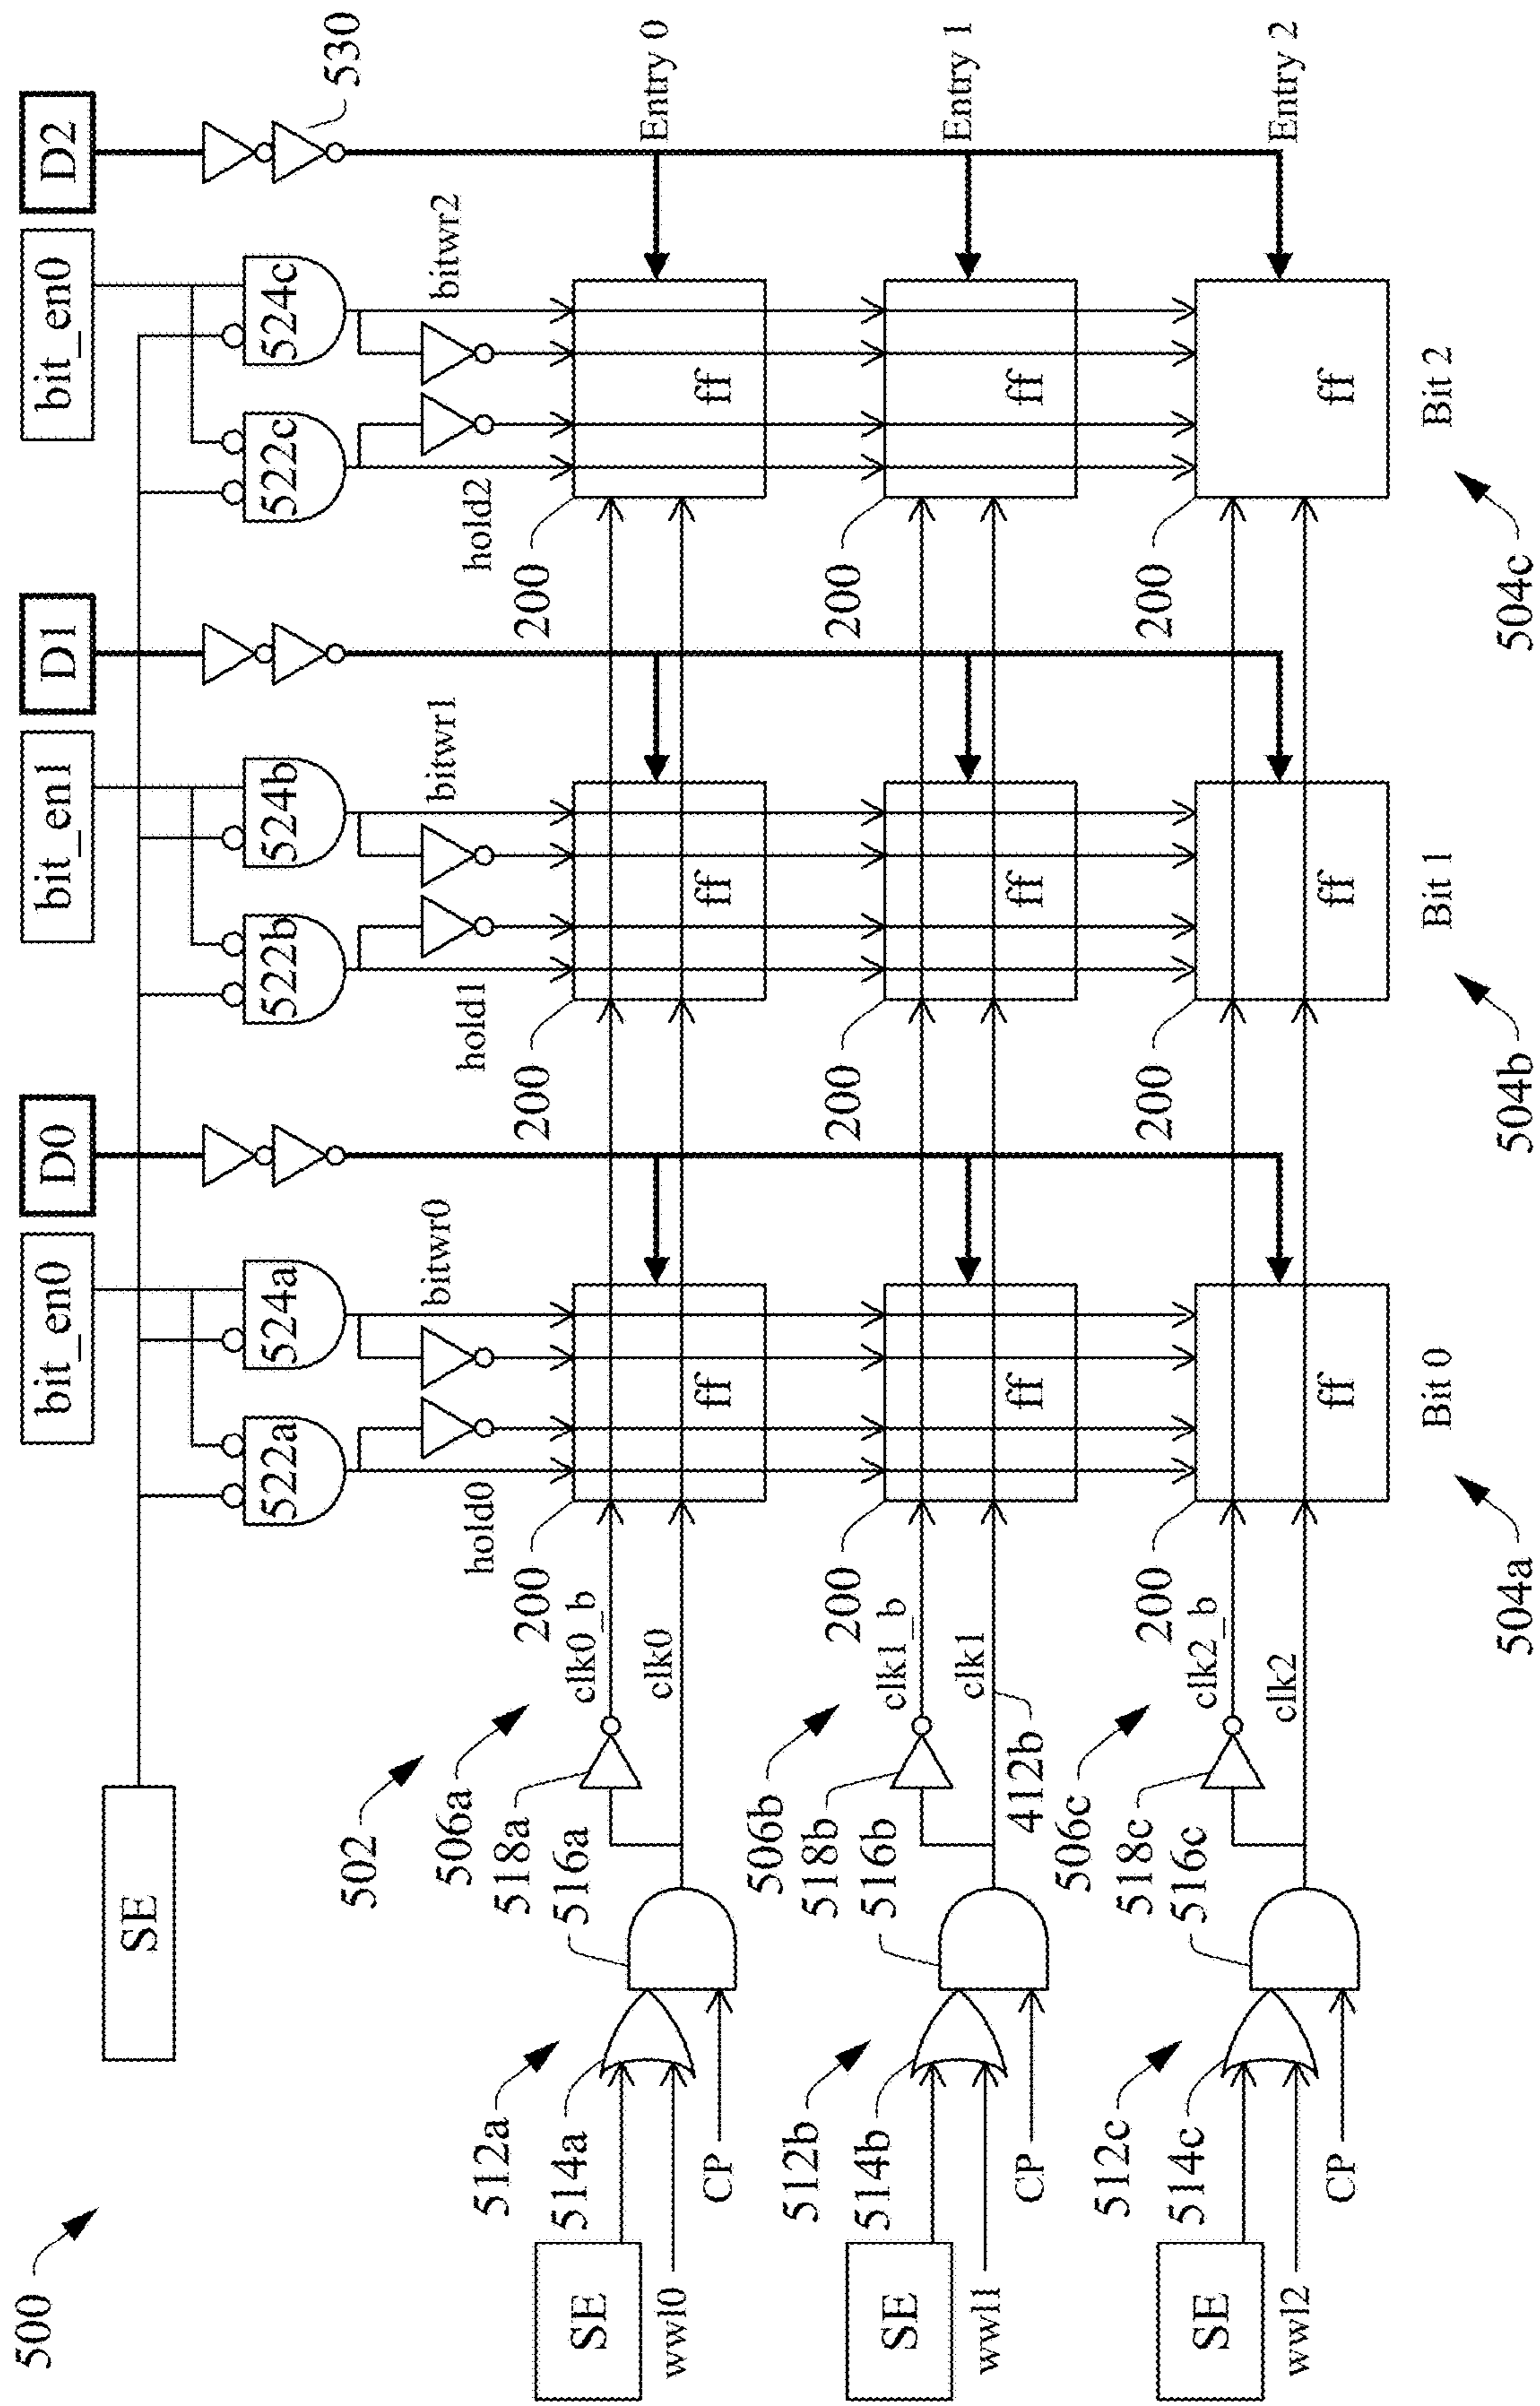 500
SE
bit_en0
D0
bit_en1
D1
bit_en0
D2
522a
524a
522b
524b
522c
524c
530
hold0
bitwr0
hold1
bitwr1
hold2
bitwr2
502
506a
518a
516a
512a
514a
SE
wwl0
CP
clk0_b
clk0
200
ff
200
ff
200
ff
Entry 0
506b
518b
516b
512b
514b
SE
wwl1
CP
clk1_b
clk1
412b
200
ff
200
ff
200
ff
Entry 1
506c
518c
516c
512c
514c
SE
wwl2
CP
clk2_b
clk2
200
ff
200
ff
200
ff
Entry 2
Bit 0
Bit 1
Bit 2
504a
504b
504c